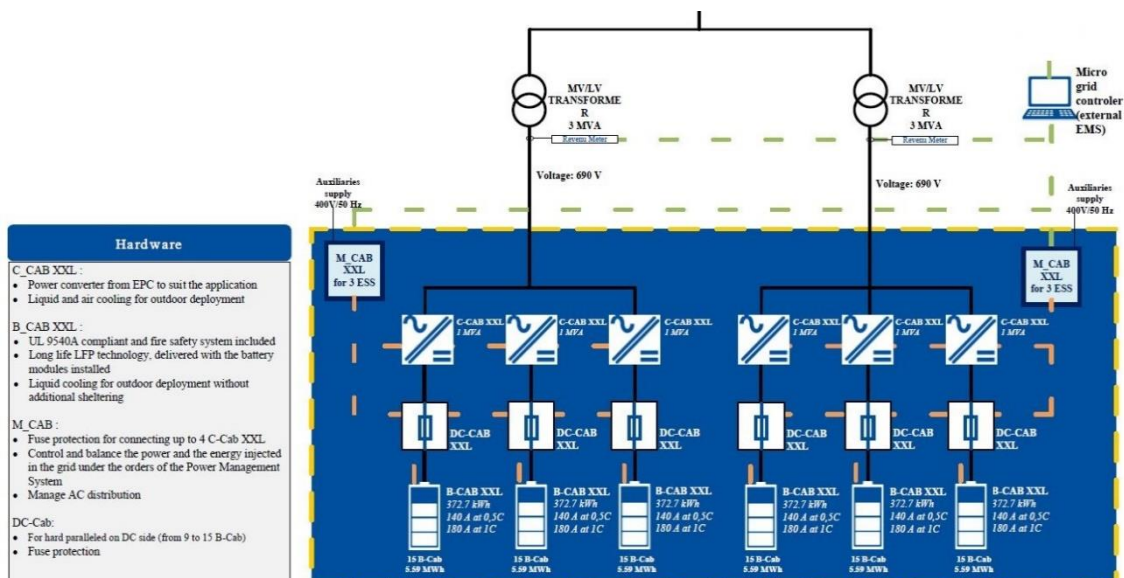 MV/LV
TRANSFORME
R
3 MVA
Revenu Meter
MV/LV
TRANSFORME
R
3 MVA
Revenu Meter
Micro
grid
controler
(external
EMS)
Voltage: 690 V
Voltage: 690 V
Auxiliaries
supply
400V/50 Hz
Auxiliaries
supply
400V/50 Hz
Hardware
C_CAB XXL :
• Power converter from EPC to suit the application
• Liquid and air cooling for outdoor deployment
B_CAB XXL :
• UL 9540A compliant and fire safety system included
• Long life LFP technology, delivered with the battery
modules installed
• Liquid cooling for outdoor deployment without
additional sheltering
M_CAB :
• Fuse protection for connecting up to 4 C-Cab XXL
• Control and balance the power and the energy injected
in the grid under the orders of the Power Management
System
• Manage AC distribution
DC-Cab:
• For hard paralleled on DC side (from 9 to 15 B-Cab)
• Fuse protection
M_CAB
XXL
for 3 ESS
M_CAB
XXL
for 3 ESS
C-CAB XXL
1 MVA
C-CAB XXL
1 MVA
C-CAB XXL
1 MVA
C-CAB XXL
1 MVA
C-CAB XXL
1 MVA
C-CAB XXL
1 MVA
DC-CAB
XXL
DC-CAB
XXL
DC-CAB
XXL
DC-CAB
XXL
DC-CAB
XXL
DC-CAB
XXL
B-CAB XXL
372.7 kWh
140 A at 0,5C
180 A at 1C
B-CAB XXL
372.7 kWh
140 A at 0,5C
180 A at 1C
B-CAB XXL
372.7 kWh
140 A at 0,5C
180 A at 1C
B-CAB XXL
372.7 kWh
140 A at 0,5C
180 A at 1C
B-CAB XXL
372.7 kWh
140 A at 0,5C
180 A at 1C
B-CAB XXL
372.7 kWh
140 A at 0,5C
180 A at 1C
15 B-Cab
5.59 MWh
15 B-Cab
5.59 MWh
15 B-Cab
5.59 MWh
15 B-Cab
5.59 MWh
15 B-Cab
5.59 MWh
15 B-Cab
5.59 MWh